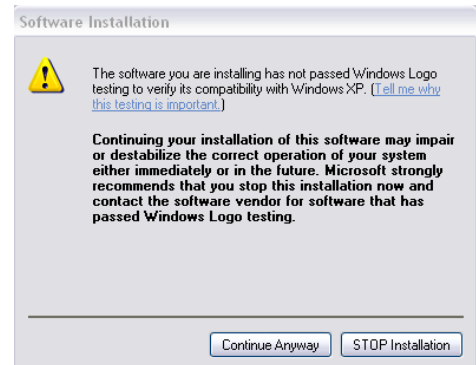 Software Installation
The software you are installing has not passed Windows Logo
testing to verify its compatibility with Windows XP. (Tell me why
this testing is important.)
Continuing your installation of this software may impair
or destabilize the correct operation of your system
either immediately or in the future. Microsoft strongly
recommends that you stop this installation now and
contact the software vendor for software that has
passed Windows Logo testing.
Continue Anyway STOP Installation